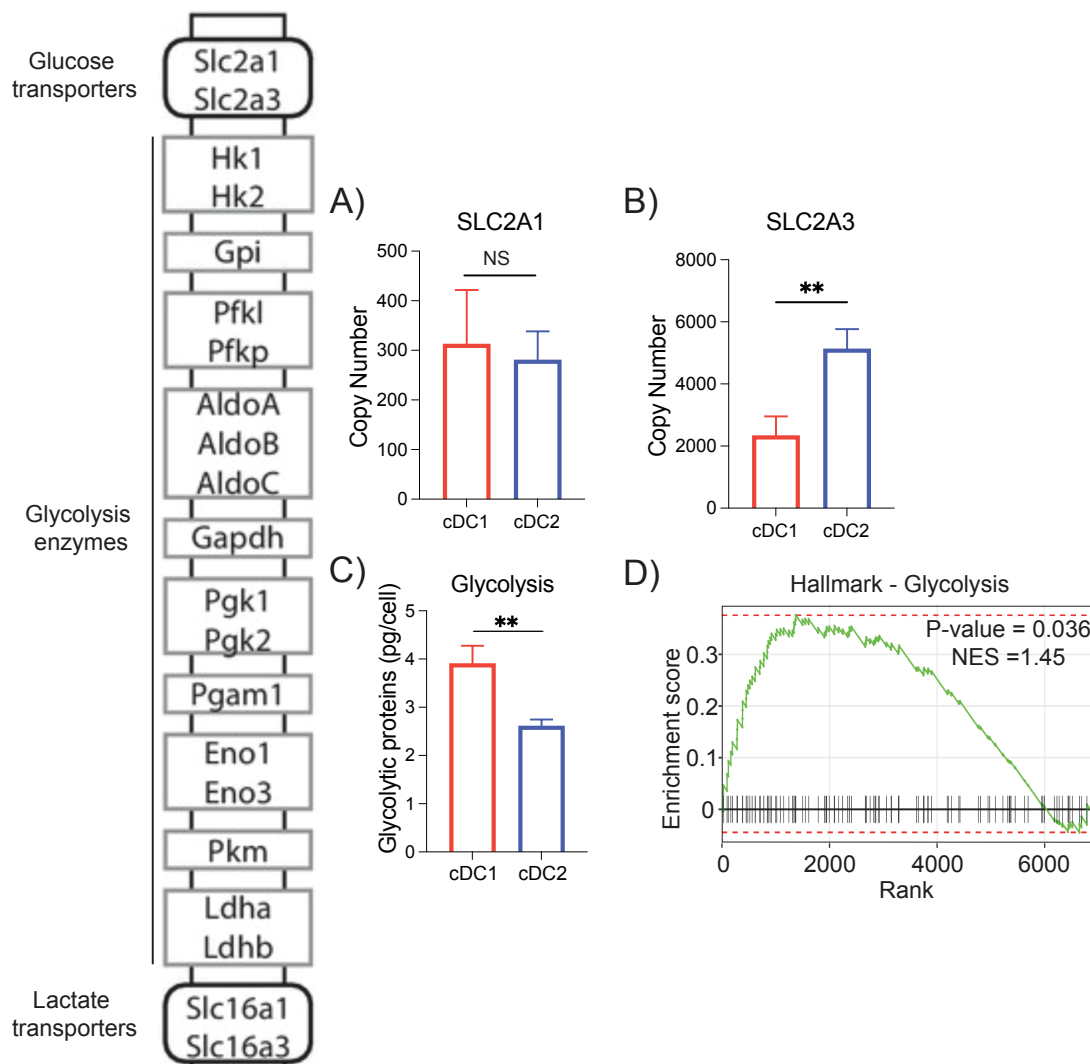 Glucose
transporters
Slc2a1
Slc2a3
Hk1
Hk2
Gpi
Pfkl
Pfkp
AldoA
AldoB
AldoC
Glycolysis
enzymes
Gapdh
Pgk1
Pgk2
Pgam1
Eno1
Eno3
Pkm
Ldha
Ldhb
Lactate
transporters
Slc16a1
Slc16a3
A)
SLC2A1
NS
Copy Number
500
400
300
200
100
0
cDC1
cDC2
B)
SLC2A3
**
Copy Number
8000
6000
4000
2000
0
cDC1
cDC2
C)
Glycolysis
**
Glycolytic proteins (pg/cell)
5
4
3
2
1
0
cDC1
cDC2
D)
Hallmark - Glycolysis
P-value = 0.036
NES =1.45
Enrichment score
0.3
0.2
0.1
0
0
2000
4000
6000
Rank